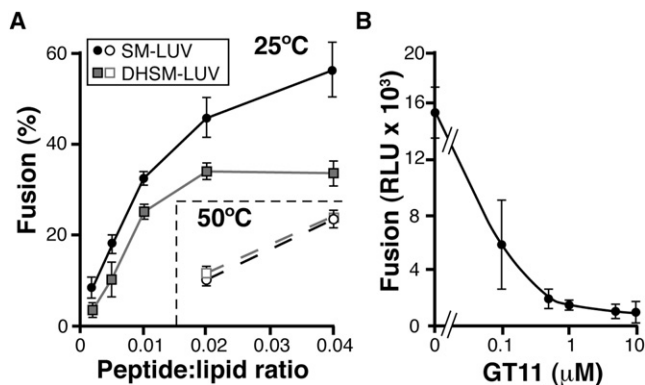 A
B
SM-LUV
DHSM-LUV
25ºC
50ºC
Fusion (%)
60
40
20
0
0
0.01
0.02
0.03
0.04
Peptide:lipid ratio
Fusion (RLU x 10³)
20
16
12
8
4
0
0
0.1
1
10
GT11 (μM)